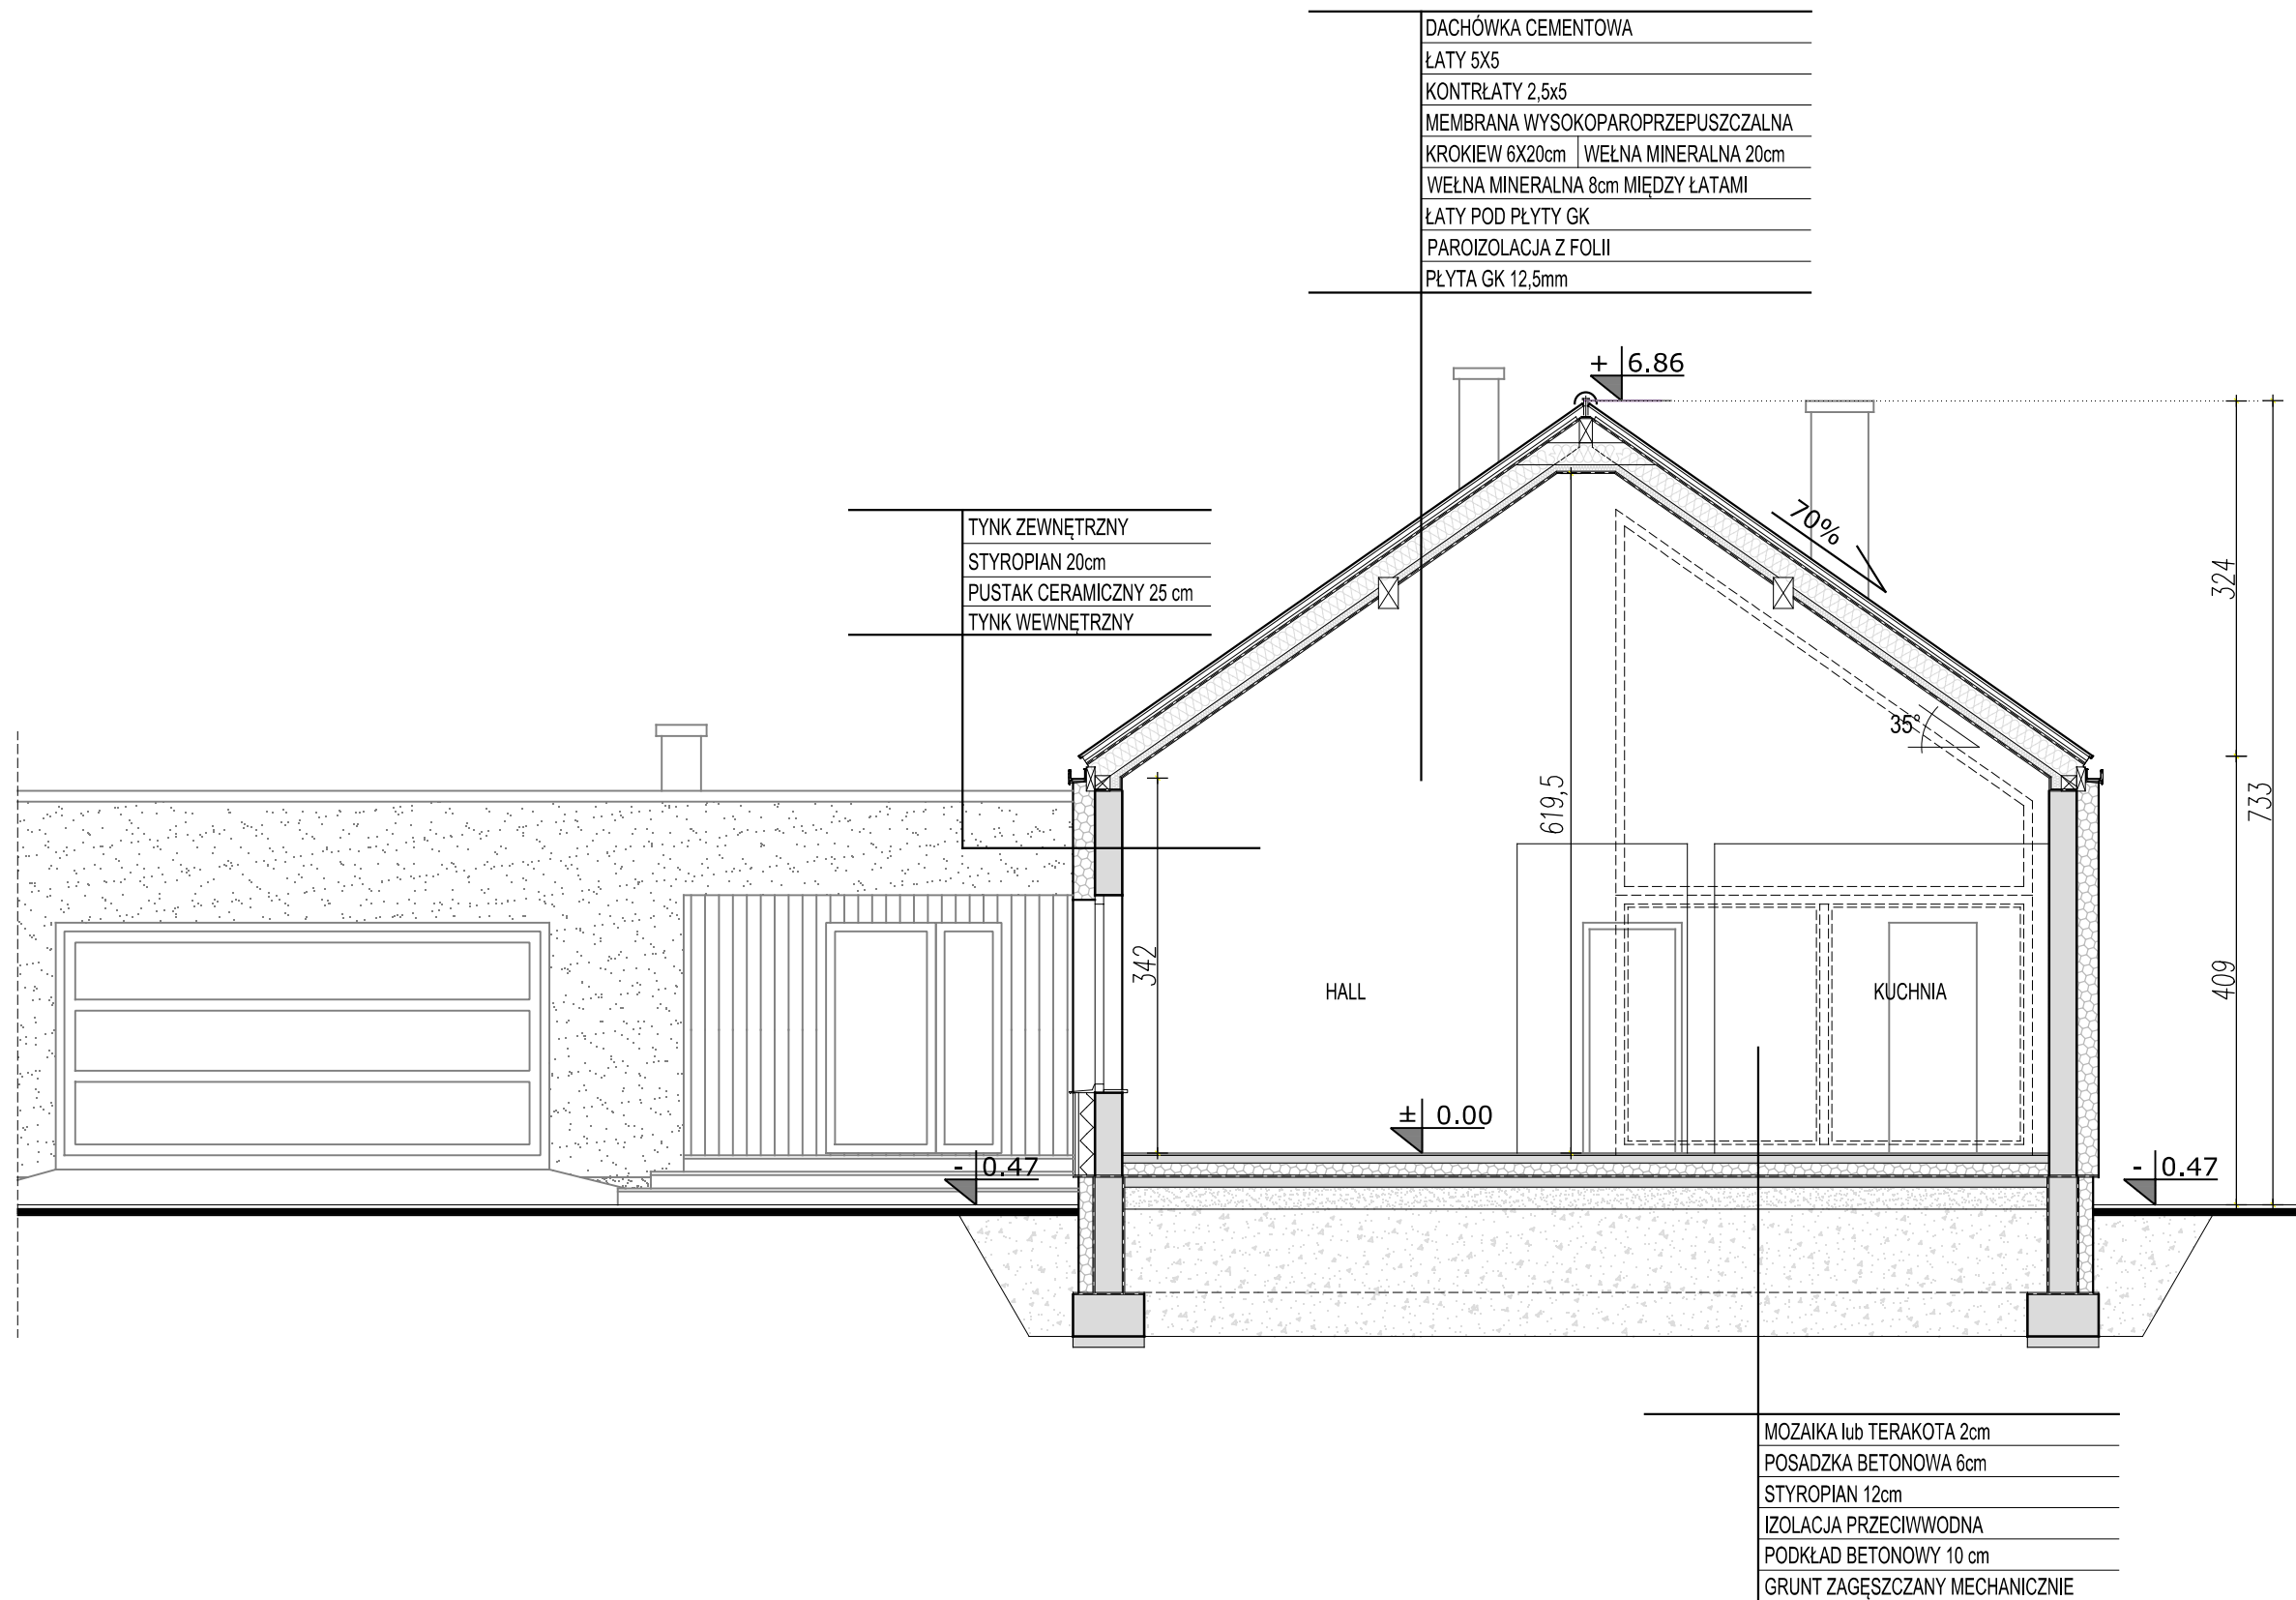 DACHÓWKA CEMENTOWA
ŁATY 5X5
KONTRŁATY 2,5x5
MEMBRANA WYSOKOPAROPRZEPUSZCZALNA
KROKIEW 6X20cm WEŁNA MINERALNA 20cm
WEŁNA MINERALNA 8cm MIĘDZY ŁATAMI
ŁATY POD PŁYTY GK
PAROIZOLACJA Z FOLII
PŁYTA GK 12,5mm
+ 6.86
TYNK ZEWNĘTRZNY
STYROPIAN 20cm
PUSTAK CERAMICZNY 25 cm
TYNK WEWNĘTRZNY
70%
324
35°
619,5
733
342
HALL
KUCHNIA
409
± 0.00
- 0.47
- 0.47
MOZAIKA lub TERAKOTA 2cm
POSADZKA BETONOWA 6cm
STYROPIAN 12cm
IZOLACJA PRZECIWWODNA
PODKŁAD BETONOWY 10 cm
GRUNT ZAGĘSZCZANY MECHANICZNIE